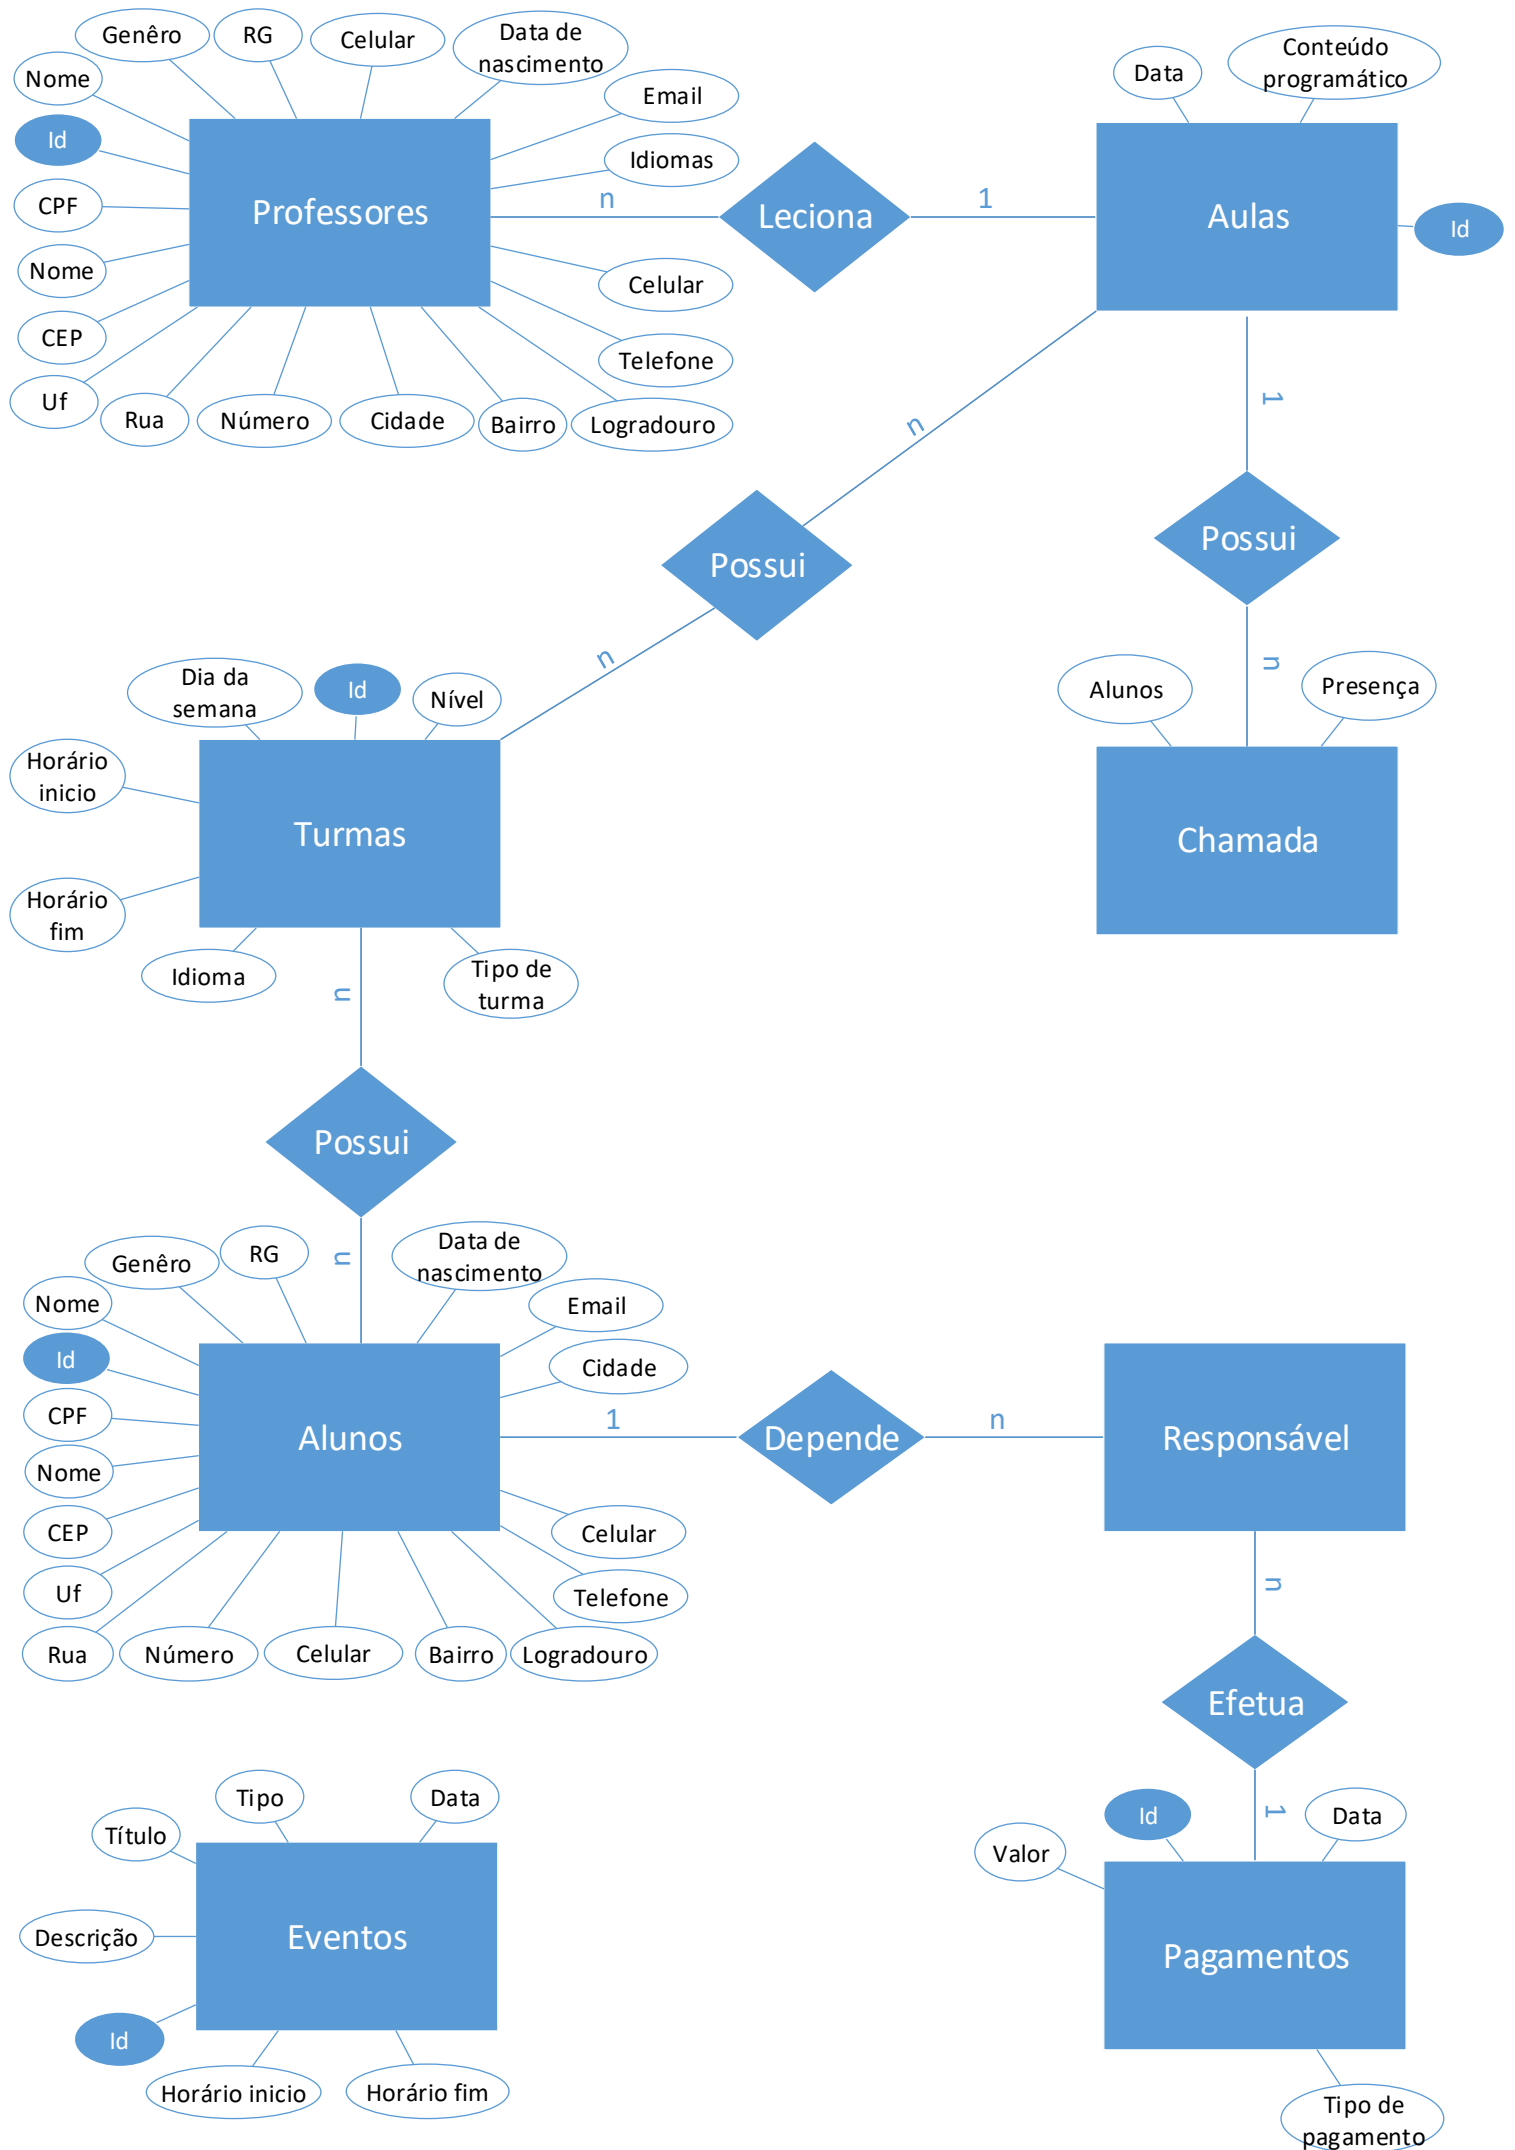 Genêro
RG
Celular
Data de
nascimento
Nome
Email
Id
Idiomas
CPF
Professores
Nome
Celular
CEP
Telefone
Uf
Rua
Número
Cidade
Bairro
Logradouro
n
Leciona
1
Data
Conteúdo
programático
Aulas
Id
n
Possui
n
1
Possui
n
Alunos
Presença
Chamada
Dia da
semana
Id
Nível
Horário
inicio
Turmas
Horário
fim
Idioma
Tipo de
turma
n
Possui
n
Genêro
RG
Data de
nascimento
Nome
Email
Id
Cidade
CPF
Alunos
Nome
CEP
Celular
Uf
Telefone
Rua
Número
Celular
Bairro
Logradouro
1
Depende
n
Responsável
n
Efetua
1
Id
Data
Valor
Pagamentos
Tipo de
pagamento
Tipo
Data
Título
Descrição
Eventos
Id
Horário inicio
Horário fim